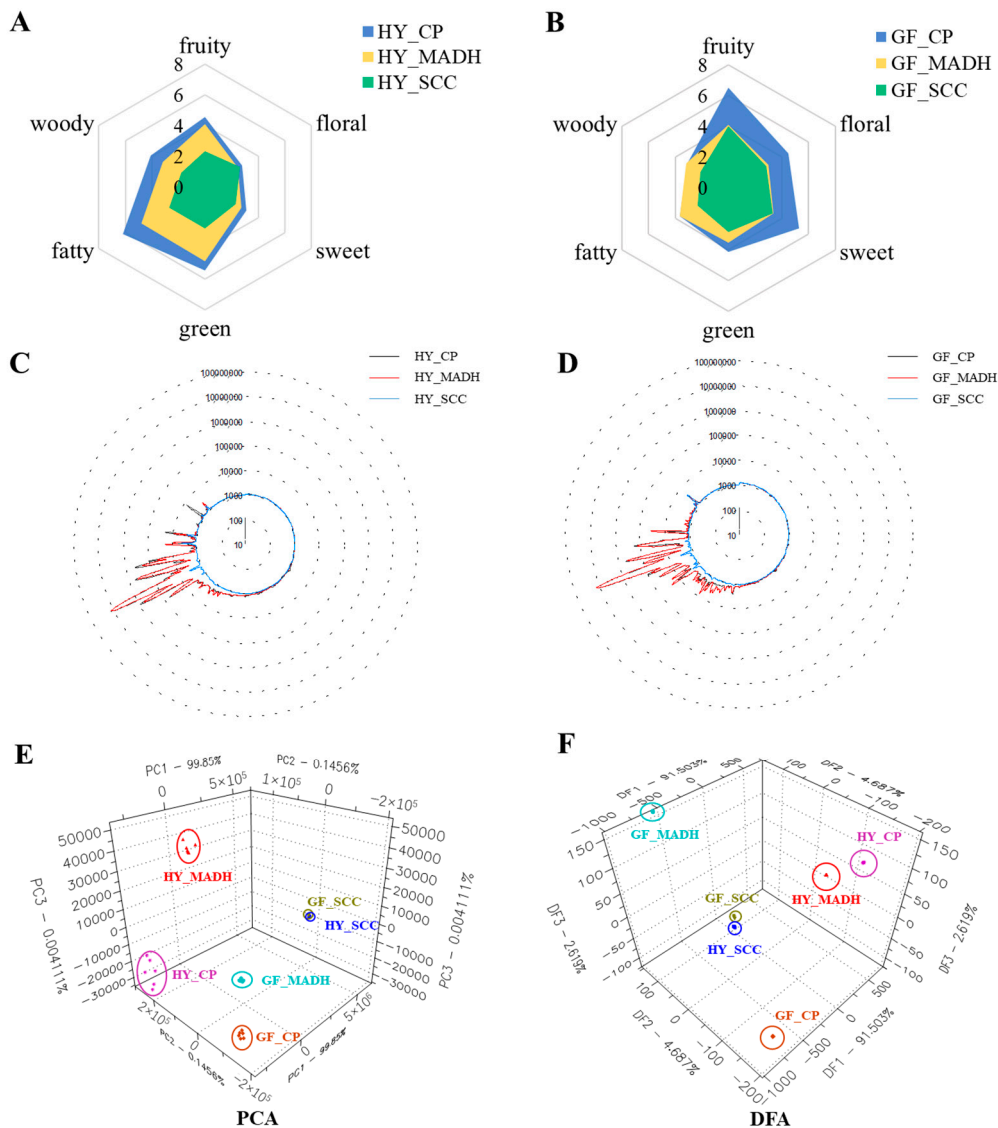 A
HY_CP
HY_MADH
HY_SCC
fruity
floral
sweet
green
fatty
woody
8
6
4
2
0
B
GF_CP
GF_MADH
GF_SCC
fruity
floral
sweet
green
fatty
woody
8
6
4
2
0
C
HY_CP
HY_MADH
HY_SCC
100000000
10000000
1000000
100000
10000
1000
100
10
D
GF_CP
GF_MADH
GF_SCC
100000000
10000000
1000000
100000
10000
1000
100
10
E
PC1 - 99.85%
PC2 - 0.1456%
0
5×10⁵
1×10⁵
0
-2×10⁵
50000
40000
30000
20000
10000
0
-10000
-20000
-30000
PC3 - 0.004111%
50000
40000
30000
20000
10000
0
-10000
-20000
-30000
PC3 - 0.004111%
HY_MADH
GF_SCC
HY_SCC
HY_CP
GF_MADH
GF_CP
2×10⁵
0
-2×10⁵
PC2 - 0.1456%
0
5×10⁶
PC1 - 99.85%
PCA
F
DF1 - 91.503%
DF2 - 4.687%
-1000
-500
0
500
100
0
-100
-200
150
100
50
0
-50
-100
DF3 - 2.619%
150
100
50
0
-50
-100
DF3 - 2.619%
GF_MADH
HY_CP
HY_MADH
GF_SCC
HY_SCC
GF_CP
100
0
-100
-200
DF2 - 4.687%
1000
-500
0
500
DF1 - 91.503%
DFA